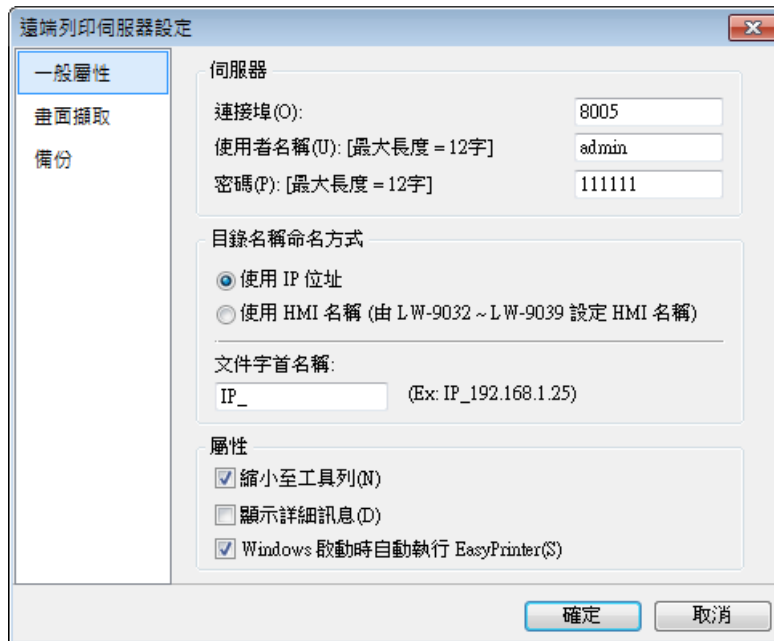 遠端列印伺服器設定
一般屬性
畫面擷取
備份
伺服器
連接埠(O): 8005
使用者名稱(U): [最大長度 = 12字] admin
密碼(P): [最大長度 = 12字] 111111
目錄名稱命名方式
使用 IP 位址
使用 HMI 名稱 (由 LW-9032 ~ LW-9039 設定 HMI 名稱)
文件字首名稱:
IP_ (Ex: IP_192.168.1.25)
屬性
縮小至工具列(N)
顯示詳細訊息(D)
Windows 啟動時自動執行 EasyPrinter(S)
確定 取消